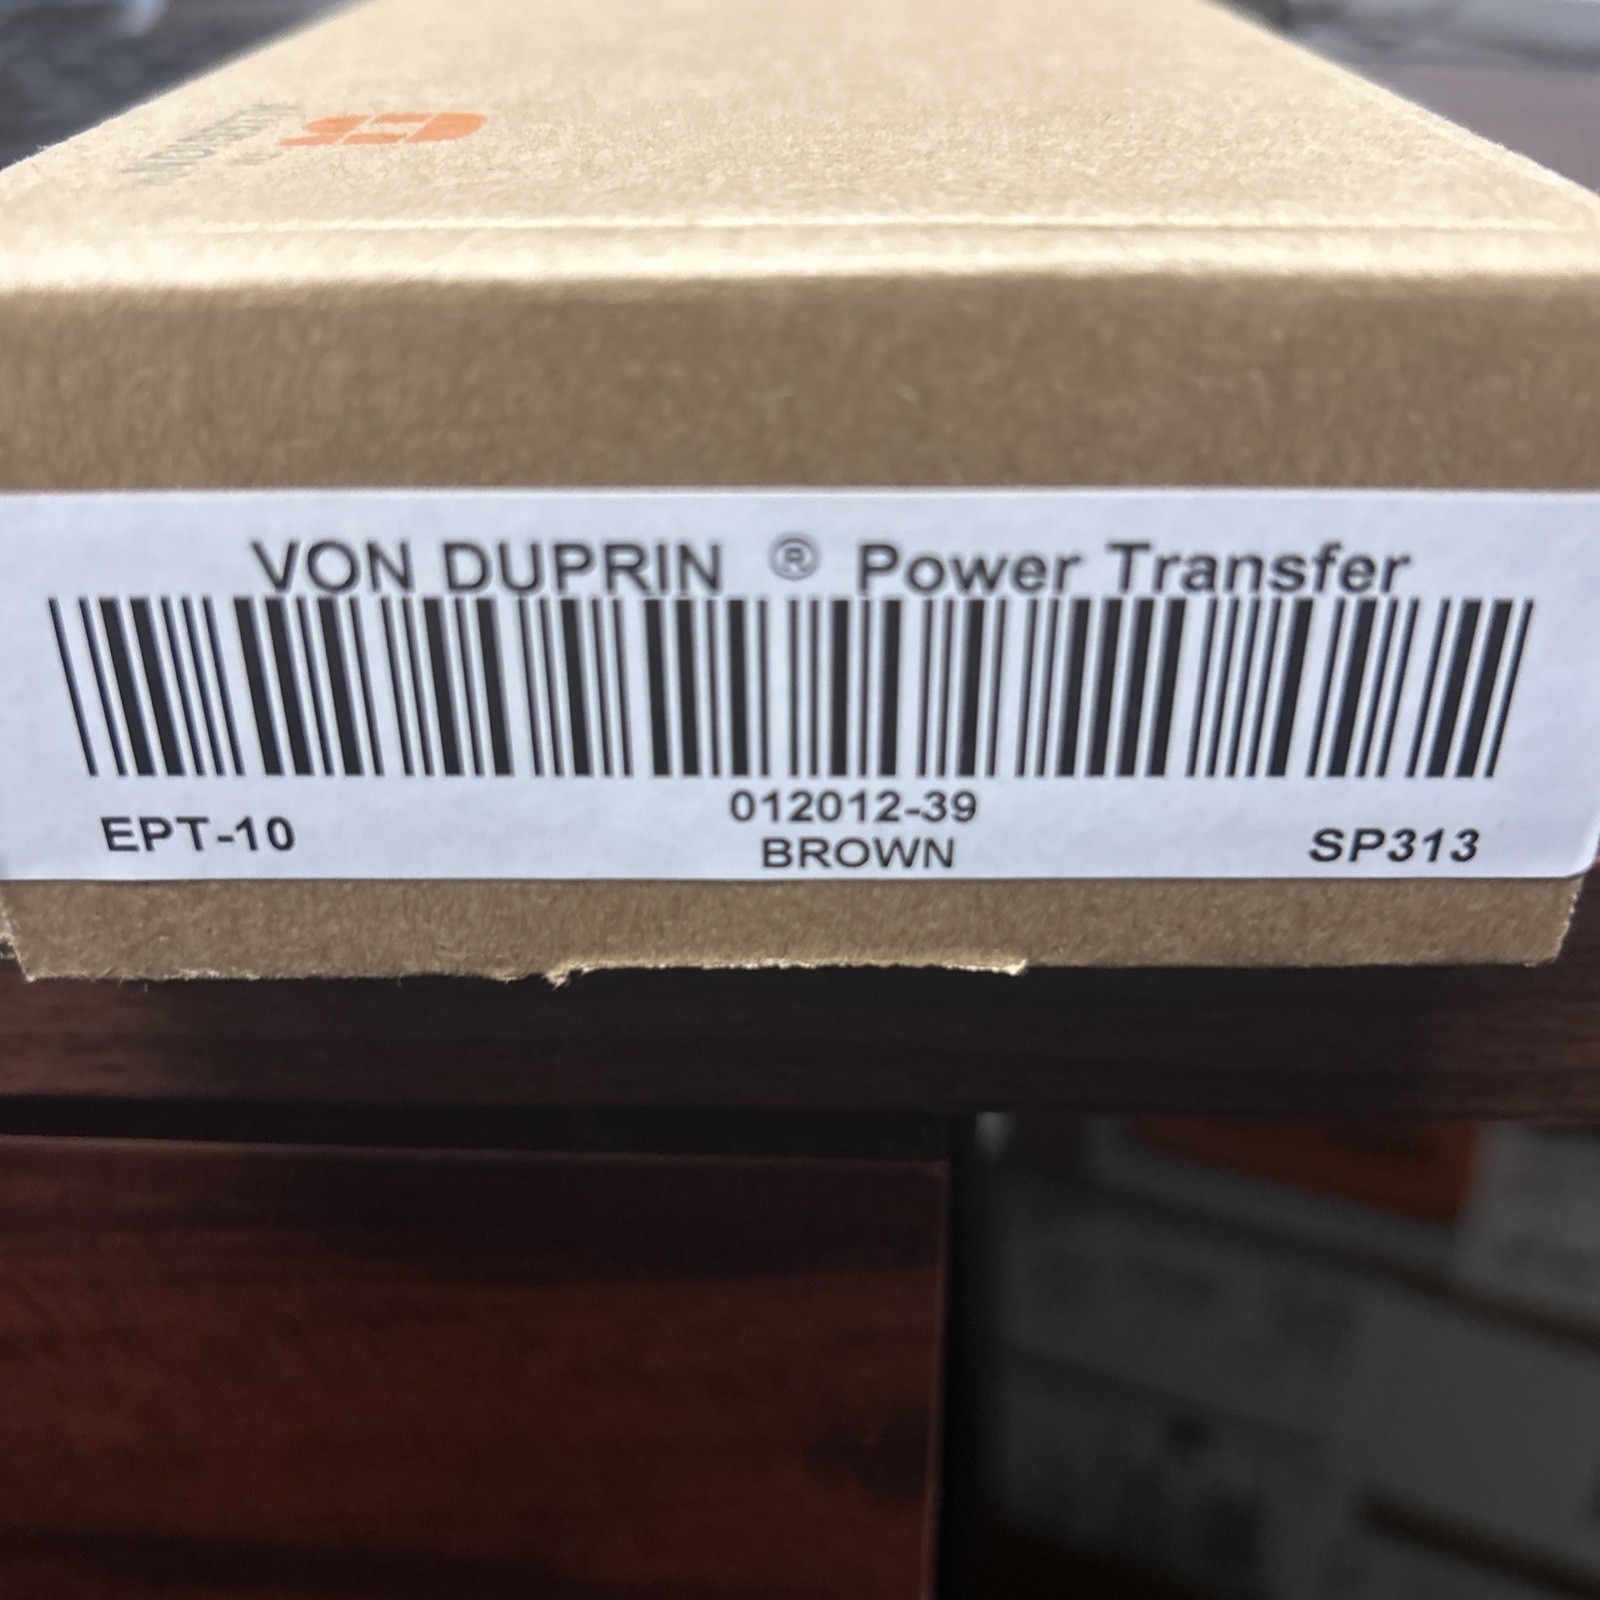 VON DUPRIN ® Power Transfer
012012-39
EPT-10
BROWN
SP313